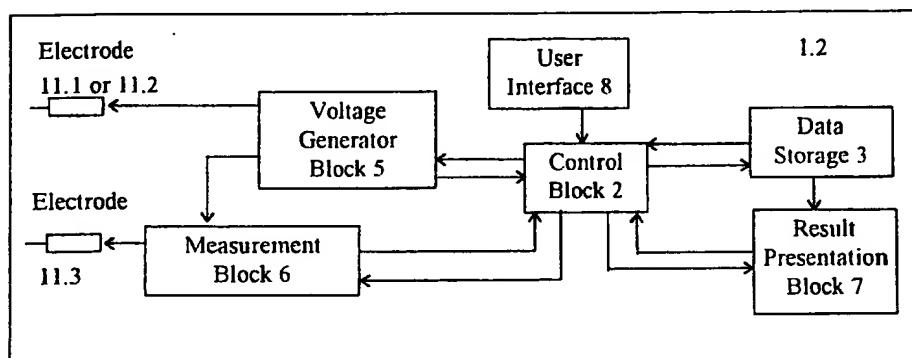 Electrode
11.1 or 11.2
User
Interface 8
1.2
Voltage
Generator
Block 5
Control
Block 2
Data
Storage 3
Electrode
11.3
Measurement
Block 6
Result
Presentation
Block 7